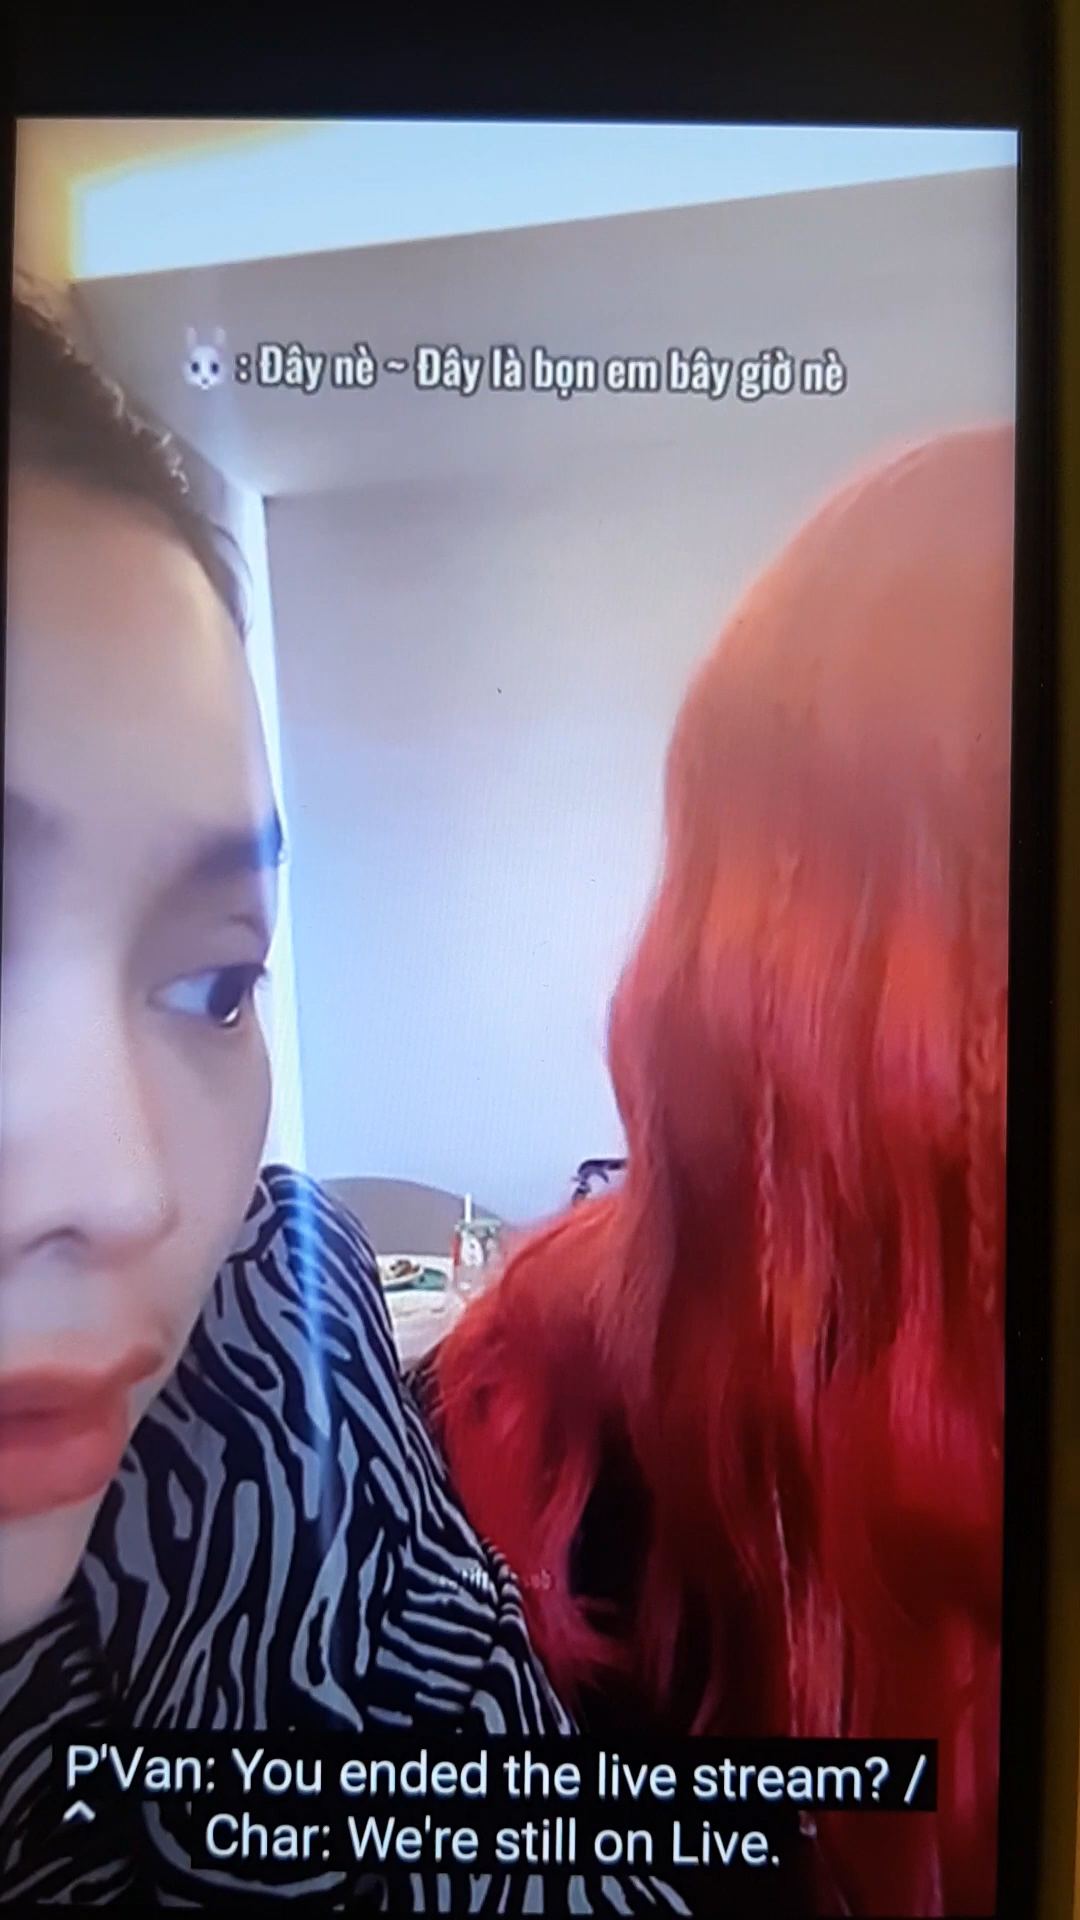 : Đây nè ~ Đây là bọn em bây giờ nè
P'Van: You ended the live stream? /
Char: We're still on Live.